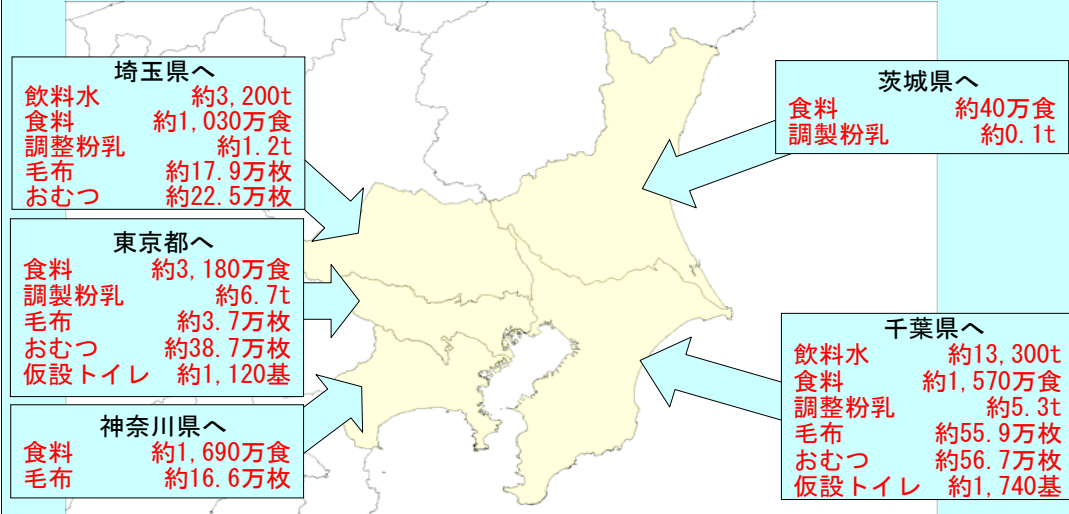 埼玉県へ
飲料水 約3,200t
食料 約1,030万食
調整粉乳 約1.2t
毛布 約17.9万枚
おむつ 約22.5万枚
東京都へ
食料 約3,180万食
調製粉乳 約6.7t
毛布 約3.7万枚
おむつ 約38.7万枚
仮設トイレ 約1,120基
神奈川県へ
食料 約1,690万食
毛布 約16.6万枚
茨城県へ
食料 約40万食
調製粉乳 約0.1t
千葉県へ
飲料水 約13,300t
食料 約1,570万食
調整粉乳 約5.3t
毛布 約55.9万枚
おむつ 約56.7万枚
仮設トイレ 約1,740基